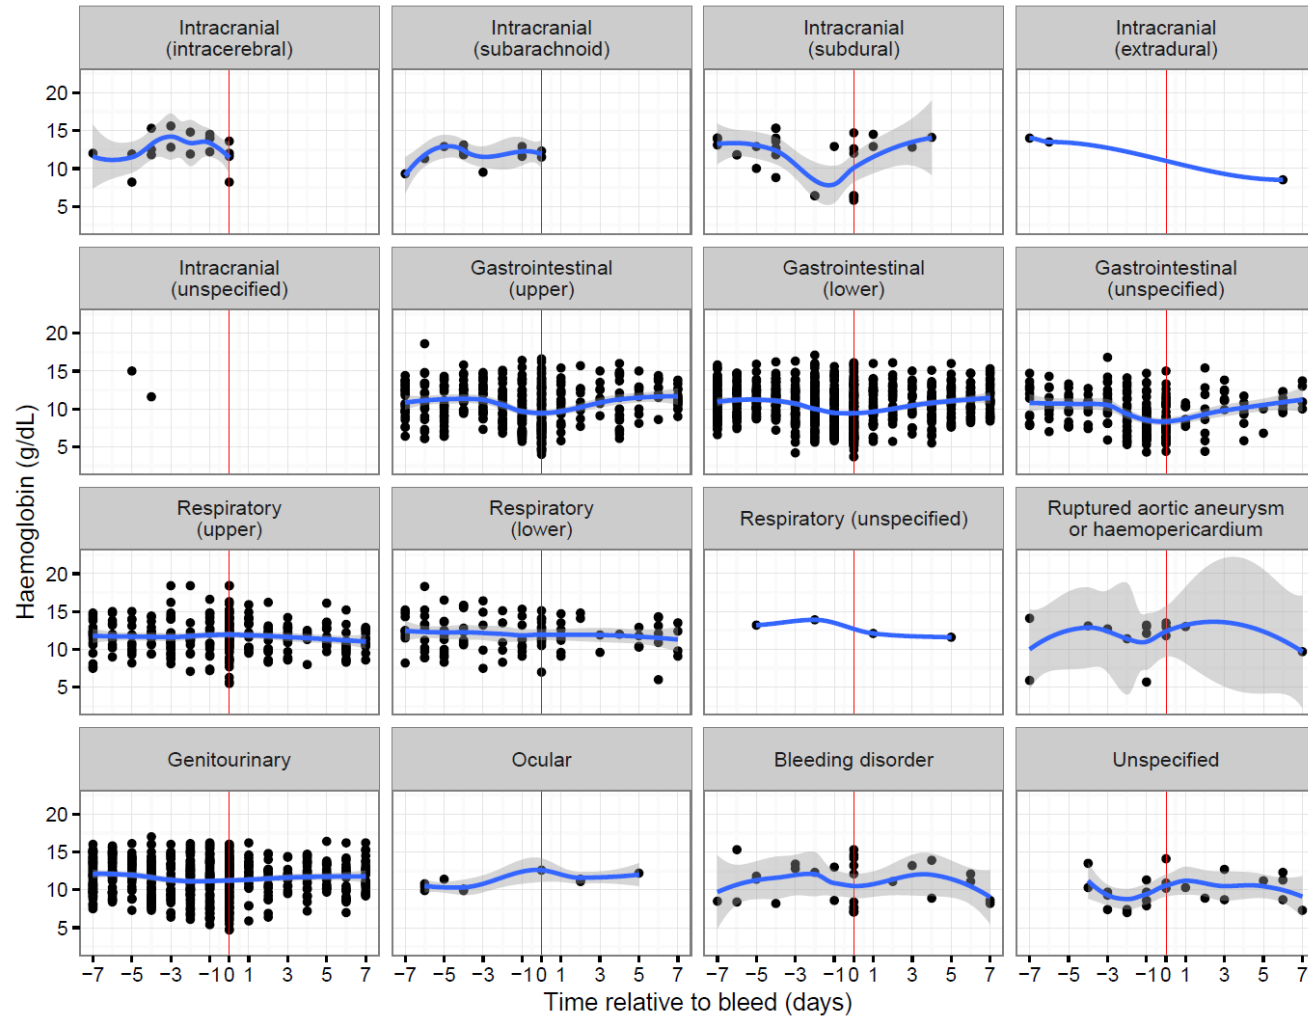 Intracranial
(intracerebral)
Intracranial
(subarachnoid)
Intracranial
(subdural)
Intracranial
(extradural)
20
15
10
5
Intracranial
(unspecified)
Gastrointestinal
(upper)
Gastrointestinal
(lower)
Gastrointestinal
(unspecified)
20
15
10
5
Haemoglobin (g/dL)
Respiratory
(upper)
Respiratory
(lower)
Respiratory (unspecified)
Ruptured aortic aneurysm
or haemopericardium
20
15
10
5
Genitourinary
Ocular
Bleeding disorder
Unspecified
20
15
10
5
−7 −5 −3 −1 0 1 3 5 7
−7 −5 −3 −1 0 1 3 5 7
−7 −5 −3 −1 0 1 3 5 7
−7 −5 −3 −1 0 1 3 5 7
Time relative to bleed (days)